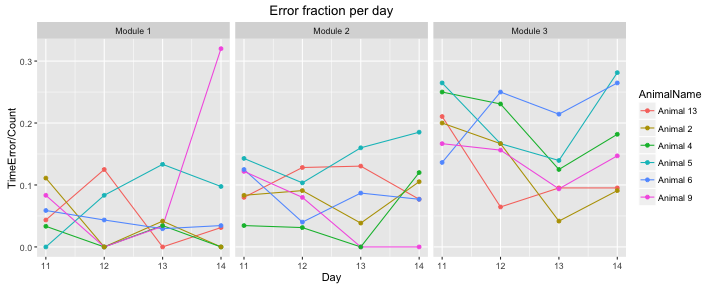 Error fraction per day
Module 1 Module 2 Module 3
TimeError/Count
0.3
0.2
0.1
0.0
11 12 13 14 11 12 13 14 11 12 13 14
Day
AnimalName
Animal 13
Animal 2
Animal 4
Animal 5
Animal 6
Animal 9